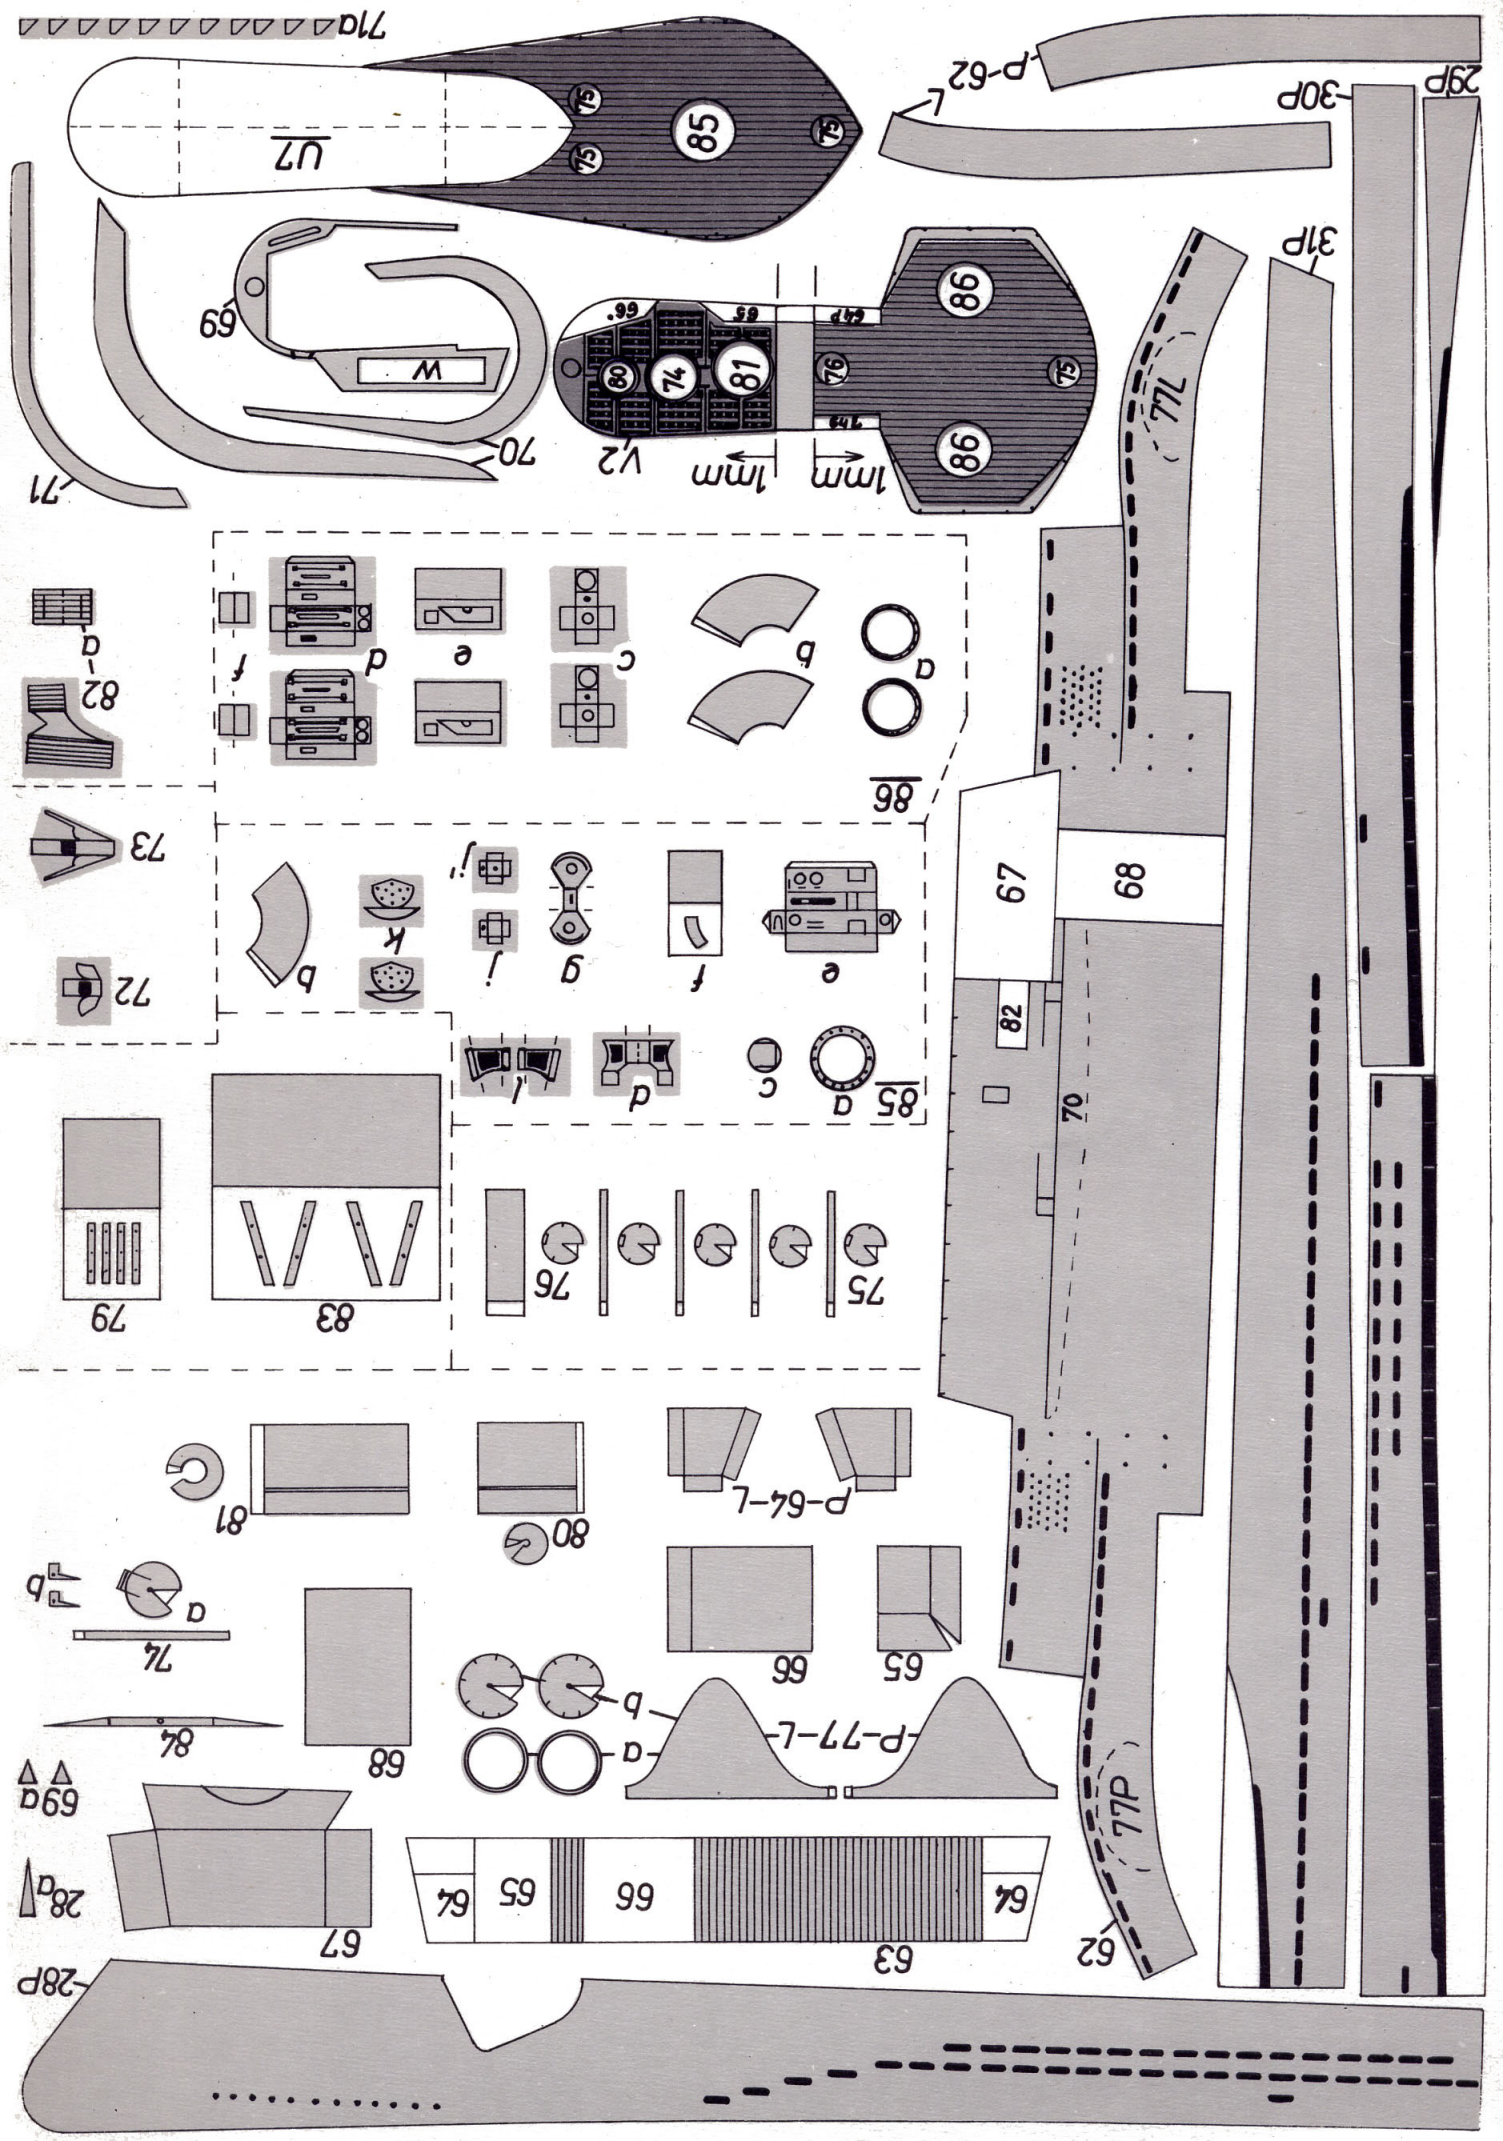 71a
P-62
29P
30P
L
U7
75
75
85
75
31P
69
W
66
65
64P
86
80
74
81
76
75
77L
64L
86
70
V2
1mm
1mm
71
a
82
f
d
e
c
b
a
86
73
67
68
b
k
j'
j
g
f
e
72
82
l
d
c
a
85
70
79
83
76
75
81
80
P-64-L
b
a
74
66
65
84
68
b
a
P-77-L
69a
77P
28a
67
64
65
66
63
64
62
28P